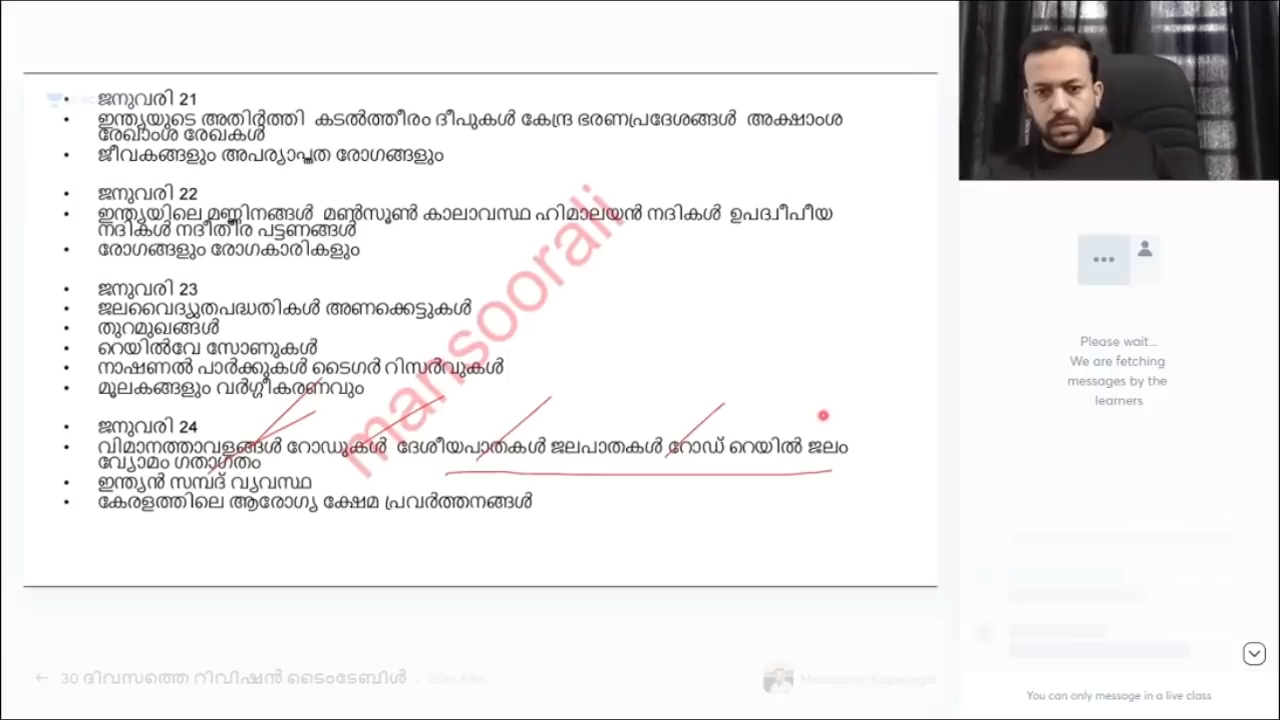 ജനുവരി 21
ഇന്ത്യയുടെ അതിർത്തി കടൽത്തീരം ദീപുകൾ കേന്ദ്ര ഭരണപ്രദേശങ്ങൾ അക്ഷാംശ
രേഖാംശ രേഖകൾ
ജീവകങ്ങളും അപര്യാപ്തത രോഗങ്ങളും
ജനുവരി 22
ഇന്ത്യയിലെ മണ്ണിനങ്ങൾ മൺസൂൺ കാലാവസ്ഥ ഹിമാലയൻ നദികൾ ഉപദ്വീപീയ
നദികൾ നദീതീര പട്ടണങ്ങൾ
രോഗങ്ങളും രോഗകാരികളും
ജനുവരി 23
ജലവൈദ്യുതപദ്ധതികൾ അണക്കെട്ടുകൾ
തുറമുഖങ്ങൾ
റെയിൽവേ സോണുകൾ
നാഷണൽ പാർക്കുകൾ ടൈഗർ റിസർവുകൾ
മൂലകങ്ങളും വർഗ്ഗീകരണവും
ജനുവരി 24
വിമാനത്താവളങ്ങൾ റോഡുകൾ ദേശീയപാതകൾ ജലപാതകൾ റോഡ് റെയിൽ ജലം
വ്യോമം ഗതാഗതം
ഇന്ത്യൻ സമ്പദ് വ്യവസ്ഥ
കേരളത്തിലെ ആരോഗ്യ ക്ഷേമ പ്രവർത്തനങ്ങൾ
mansoorali
30 ദിവസത്തെ റിവിഷൻ ടൈംടേബിൾ
Mansoorali Kappungal
Please wait...
We are fetching
messages by the
learners
You can only message in a live class